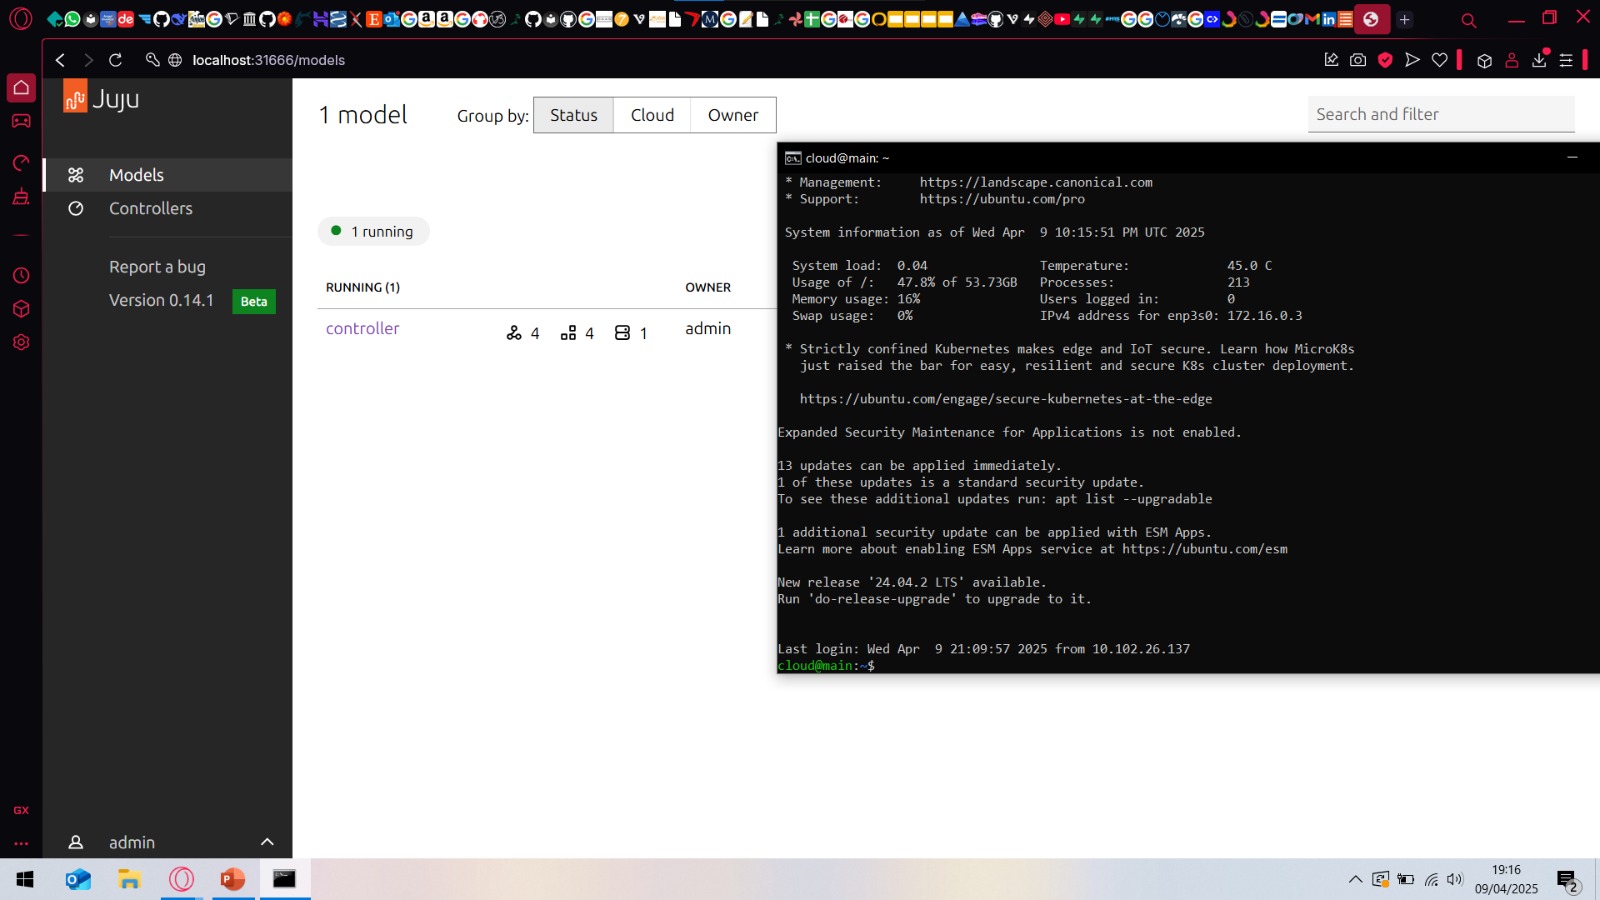 localhost:31666/models
Juju
1 model
Group by:
Status
Cloud
Owner
Search and filter
Models
Controllers
Report a bug
Version 0.14.1
Beta
1 running
RUNNING (1)
OWNER
controller
4
4
1
admin
cloud@main: ~
* Management: https://landscape.canonical.com
* Support: https://ubuntu.com/pro
System information as of Wed Apr 9 10:15:51 PM UTC 2025
System load: 0.04 Temperature: 45.0 C
Usage of /: 47.8% of 53.73GB Processes: 213
Memory usage: 16% Users logged in: 0
Swap usage: 0% IPv4 address for enp3s0: 172.16.0.3
* Strictly confined Kubernetes makes edge and IoT secure. Learn how MicroK8s
just raised the bar for easy, resilient and secure K8s cluster deployment.
https://ubuntu.com/engage/secure-kubernetes-at-the-edge
Expanded Security Maintenance for Applications is not enabled.
13 updates can be applied immediately.
1 of these updates is a standard security update.
To see these additional updates run: apt list --upgradable
1 additional security update can be applied with ESM Apps.
Learn more about enabling ESM Apps service at https://ubuntu.com/esm
New release '24.04.2 LTS' available.
Run 'do-release-upgrade' to upgrade to it.
Last login: Wed Apr 9 21:09:57 2025 from 10.102.26.137
cloud@main:~$
GX
admin
19:16
09/04/2025
2